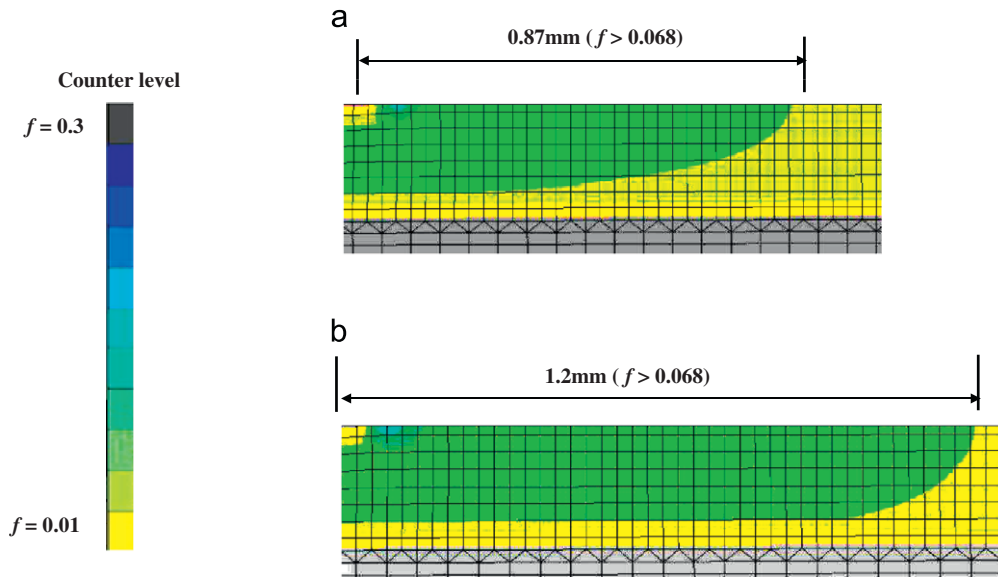 a
0.87mm ( f > 0.068)
Counter level
f = 0.3
f = 0.01
b
1.2mm ( f > 0.068)